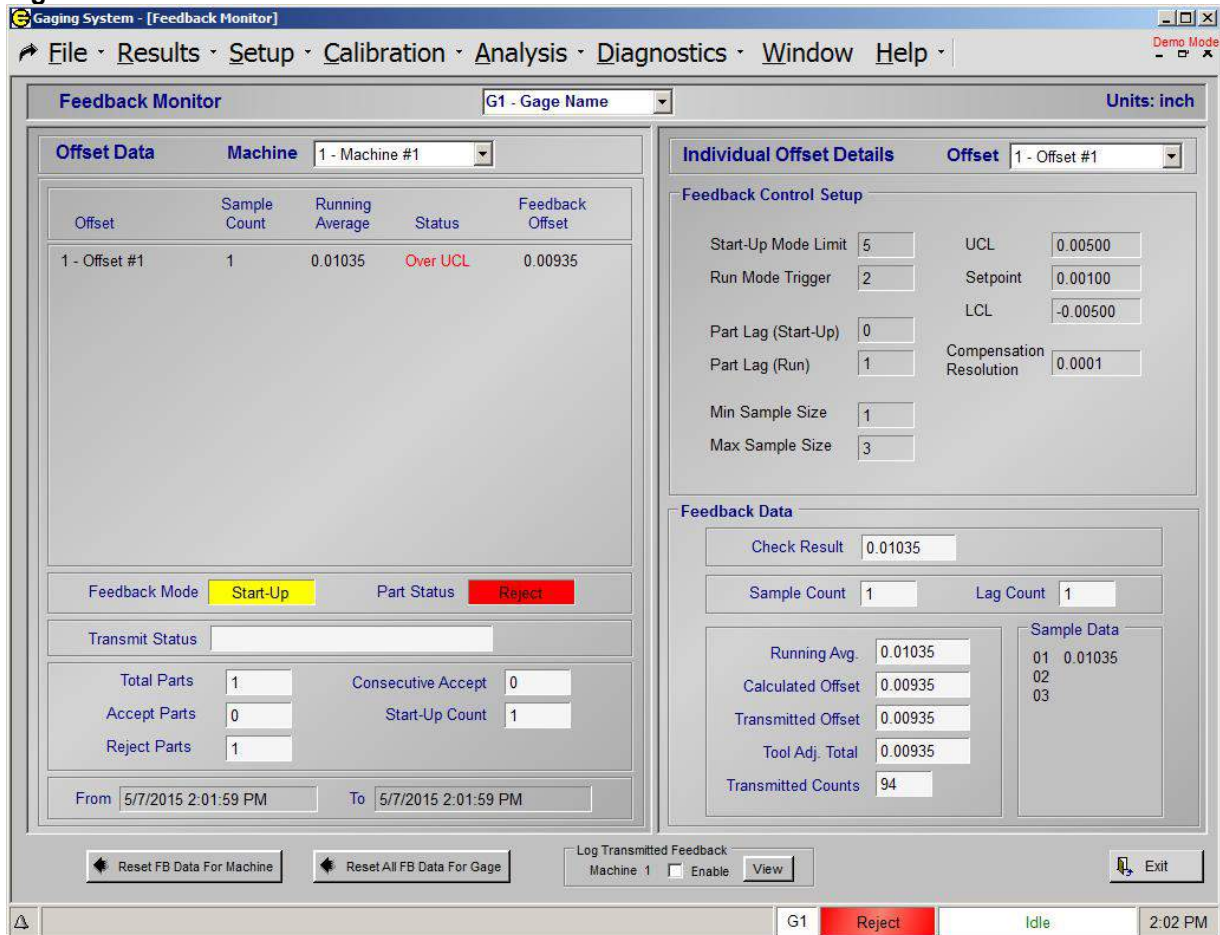 Gaging System - [Feedback Monitor]
File Results Setup Calibration Analysis Diagnostics Window Help
Demo Mode
Feedback Monitor G1 - Gage Name Units: inch
Offset Data Machine 1 - Machine #1
Offset Sample Count Running Average Status Feedback Offset
1 - Offset #1 1 0.01035 Over UCL 0.00935
Feedback Mode Start-Up Part Status Reject
Transmit Status
Total Parts 1 Consecutive Accept 0
Accept Parts 0 Start-Up Count 1
Reject Parts 1
From 5/7/2015 2:01:59 PM To 5/7/2015 2:01:59 PM
Individual Offset Details Offset 1 - Offset #1
Feedback Control Setup
Start-Up Mode Limit 5 UCL 0.00500
Run Mode Trigger 2 Setpoint 0.00100
LCL -0.00500
Part Lag (Start-Up) 0
Part Lag (Run) 1 Compensation Resolution 0.0001
Min Sample Size 1
Max Sample Size 3
Feedback Data
Check Result 0.01035
Sample Count 1 Lag Count 1
Running Avg. 0.01035
Calculated Offset 0.00935
Transmitted Offset 0.00935
Tool Adj. Total 0.00935
Transmitted Counts 94
Sample Data
01 0.01035
02
03
Reset FB Data For Machine Reset All FB Data For Gage
Log Transmitted Feedback
Machine 1 Enable View
Exit
G1 Reject Idle 2:02 PM